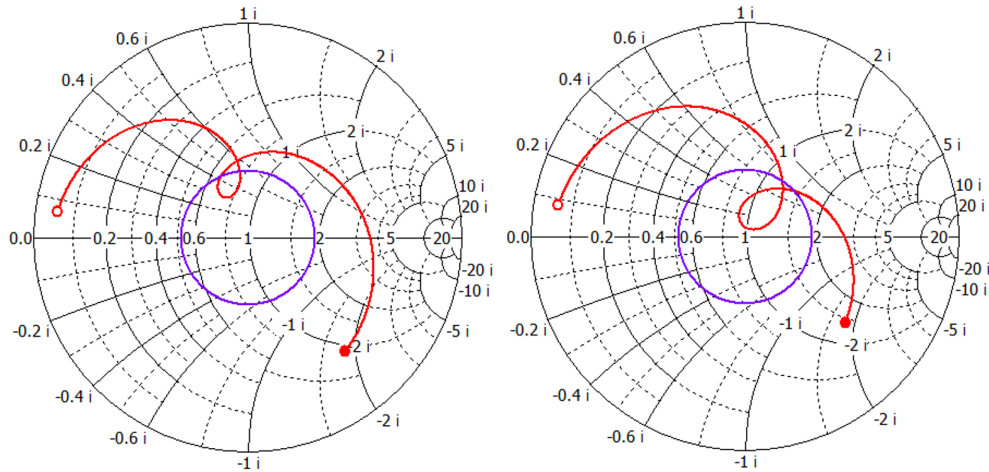 1 i
0.6 i
2 i
0.4 i
0.2 i
2 i
5 i
1 i
10 i
20 i
0.0
0.2
0.4
0.6
1
2
5
20
-20 i
-10 i
-0.2 i
-1 i
-5 i
-2 i
-0.4 i
-0.6 i
-2 i
-1 i
1 i
0.6 i
2 i
0.4 i
0.2 i
2 i
5 i
1 i
10 i
20 i
0.0
0.2
0.4
0.6
1
2
5
20
-20 i
-10 i
-0.2 i
-1 i
-5 i
-2 i
-0.4 i
-0.6 i
-2 i
-1 i